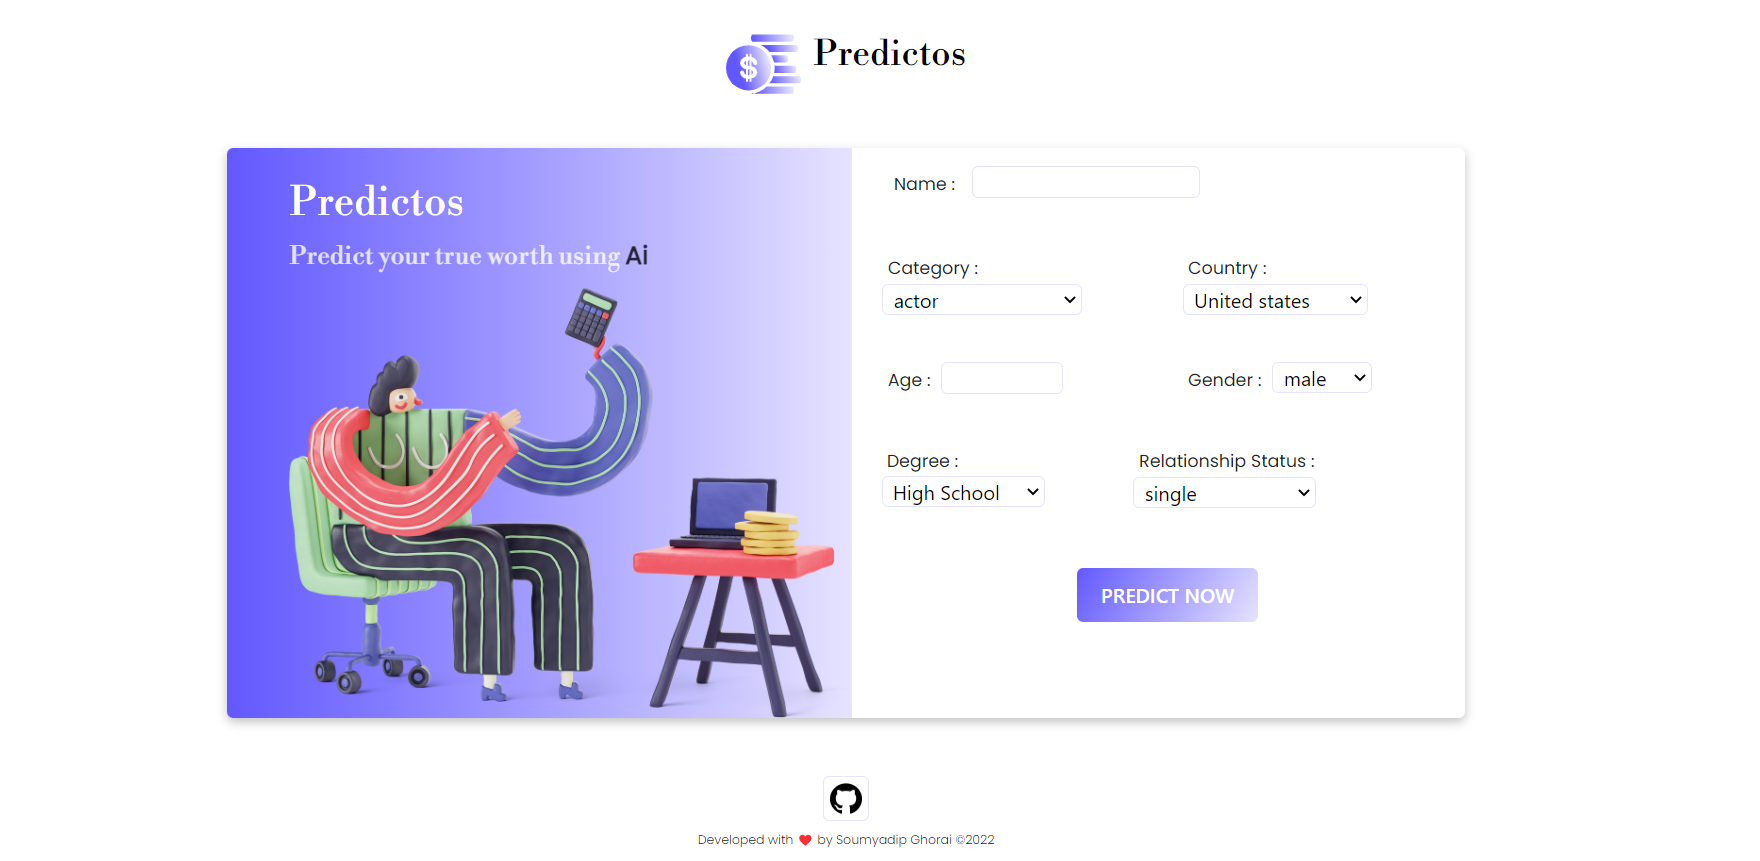 $ Predictos
Predictos
Predict your true worth using Ai
Name :
Category :
Country :
actor
United states
Age :
Gender : male
Degree :
Relationship Status :
High School
single
PREDICT NOW
Developed with ❤ by Soumyadip Ghorai ©2022